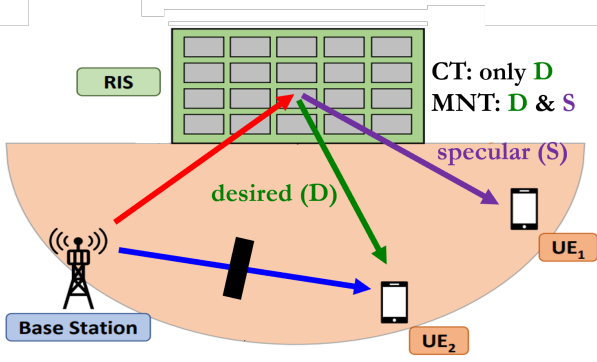 RIS
CT: only D
MNT: D & S
specular (S)
desired (D)
UE1
Base Station
UE2